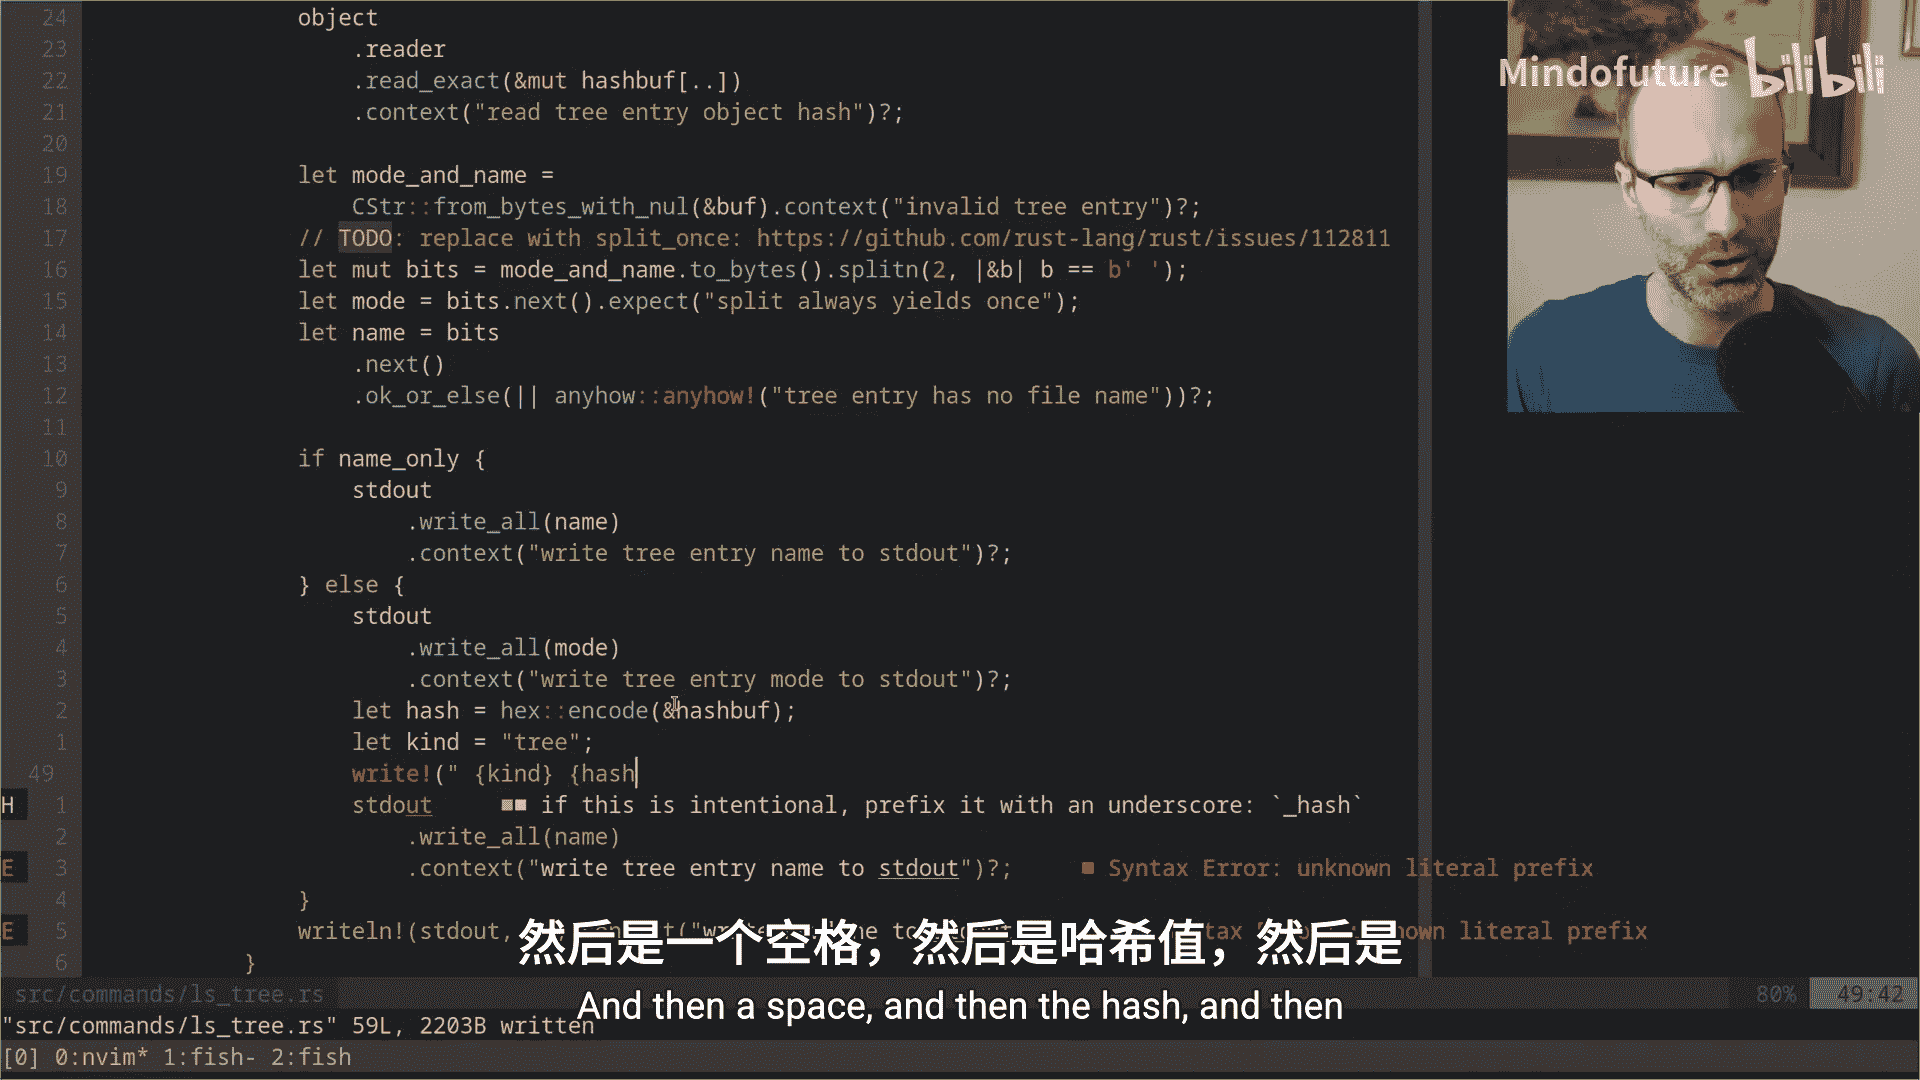 24 object
23 .reader
22 .read_exact(&mut hashbuf[..])
21 .context("read tree entry object hash")?;
20
19 let mode_and_name =
18 CStr::from_bytes_with_nul(&buf).context("invalid tree entry")?;
17 // TODO: replace with split_once: https://github.com/rust-lang/rust/issues/112811
16 let mut bits = mode_and_name.to_bytes().splitn(2, |&b| b == b' ');
15 let mode = bits.next().expect("split always yields once");
14 let name = bits
13 .next()
12 .ok_or_else(|| anyhow::anyhow!("tree entry has no file name"))?;
11
10 if name_only {
9 stdout
8 .write_all(name)
7 .context("write tree entry name to stdout")?;
6 } else {
5 stdout
4 .write_all(mode)
3 .context("write tree entry mode to stdout")?;
2 let hash = hex::encode(&hashbuf);
1 let kind = "tree";
49 write!(" {kind} {hash
H 1 stdout ■■ if this is intentional, prefix it with an underscore: `_hash`
2 .write_all(name)
E 3 .context("write tree entry name to stdout")?; ■ Syntax Error: unknown literal prefix
4 }
E 5 writeln!(stdout, literal prefix
6 }
然后是一个空格，然后是哈希值，然后是
And then a space, and then the hash, and then
src/commands/ls_tree.rs 80% 49:42
"src/commands/ls_tree.rs" 59L, 2203B written
[0] 0:nvim* 1:fish- 2:fish
Mindofuture bilibili